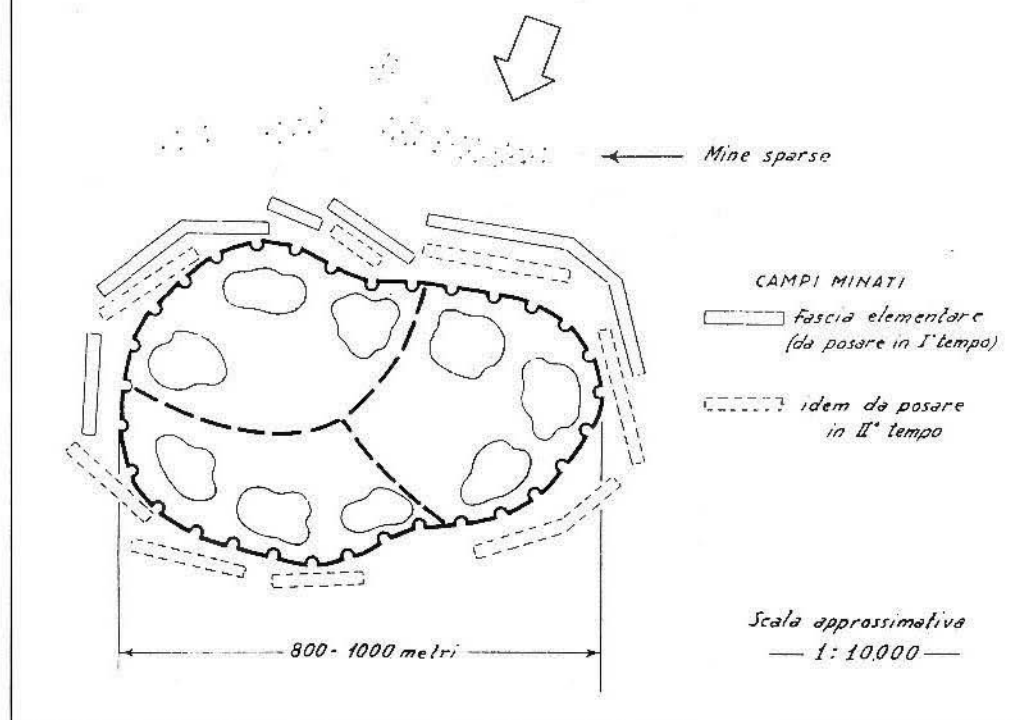 Mine sparse
CAMPI MINATI
Fascia elementare
(da posare in I° tempo)
idem da posare
in II° tempo
800 - 1000 metri
Scala approssimativa
1: 10,000